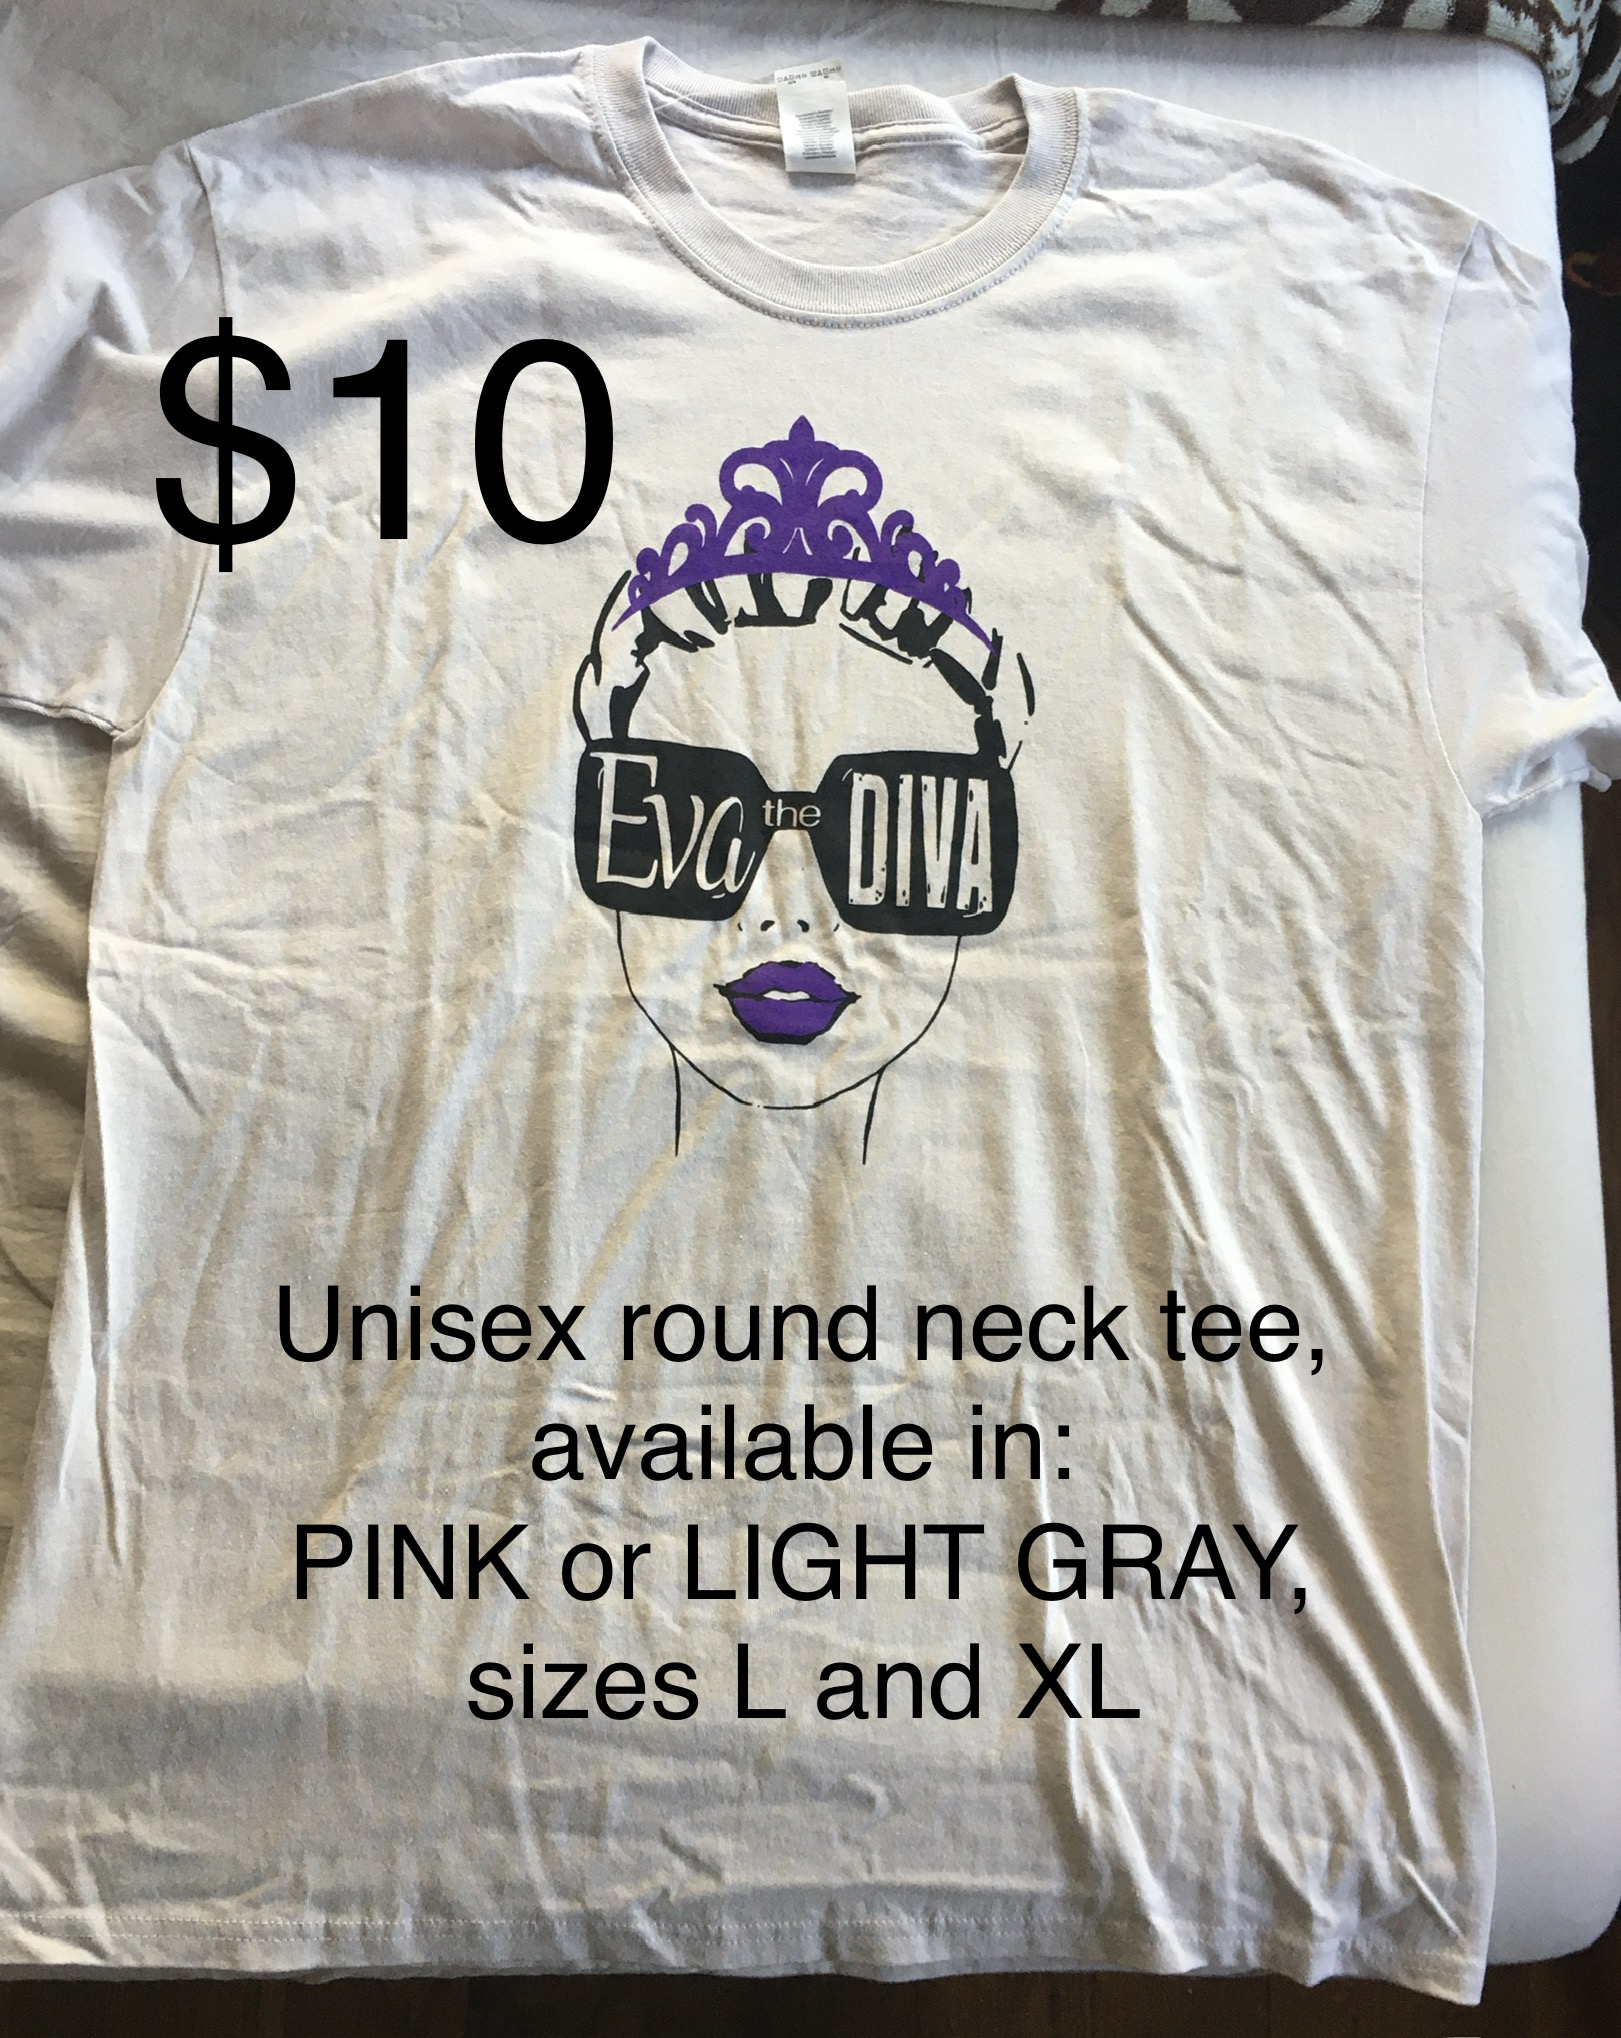 $10
Eva the DIVA
Unisex round neck tee,
available in:
PINK or LIGHT GRAY,
sizes L and XL